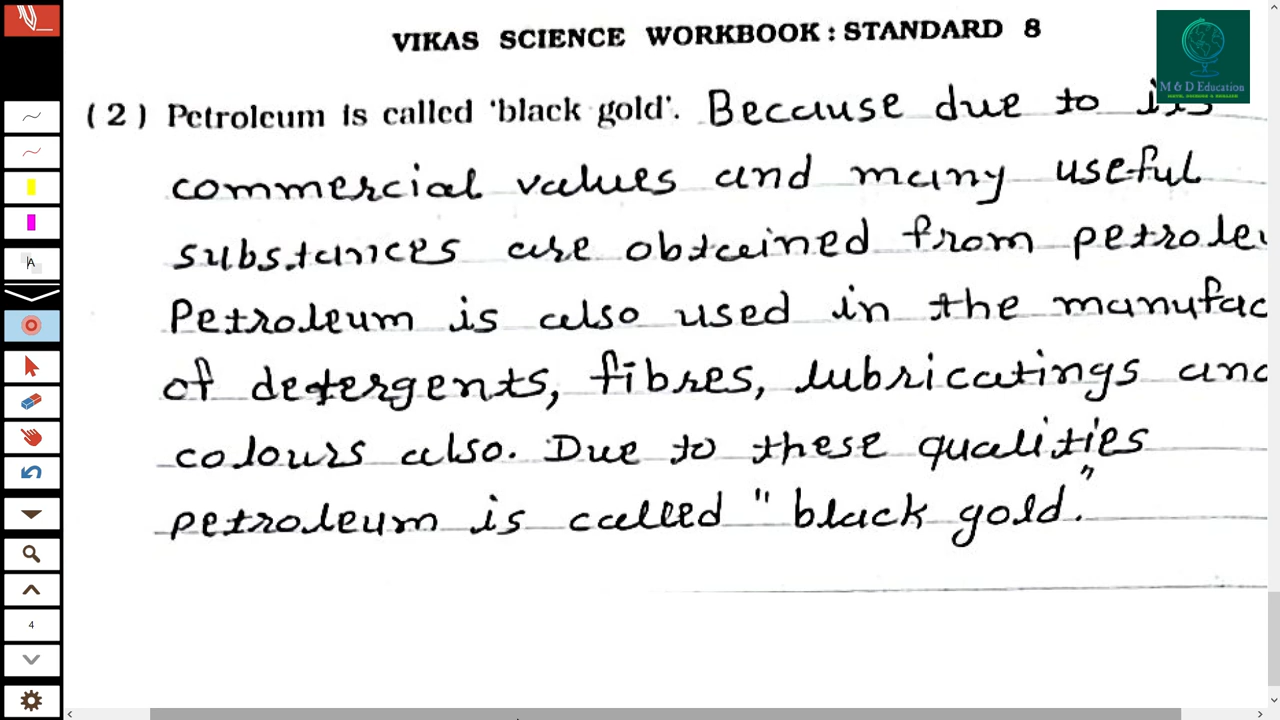 VIKAS SCIENCE WORKBOOK : STANDARD 8
M & D Education
(2) Petroleum is called 'black gold'. Because due to its
commercial values and many useful
substances are obtained from petroleu
Petroleum is also used in the manufac
of detergents, fibres, lubricatings and
colours also. Due to these qualities
petroleum is called "black gold."
A
4